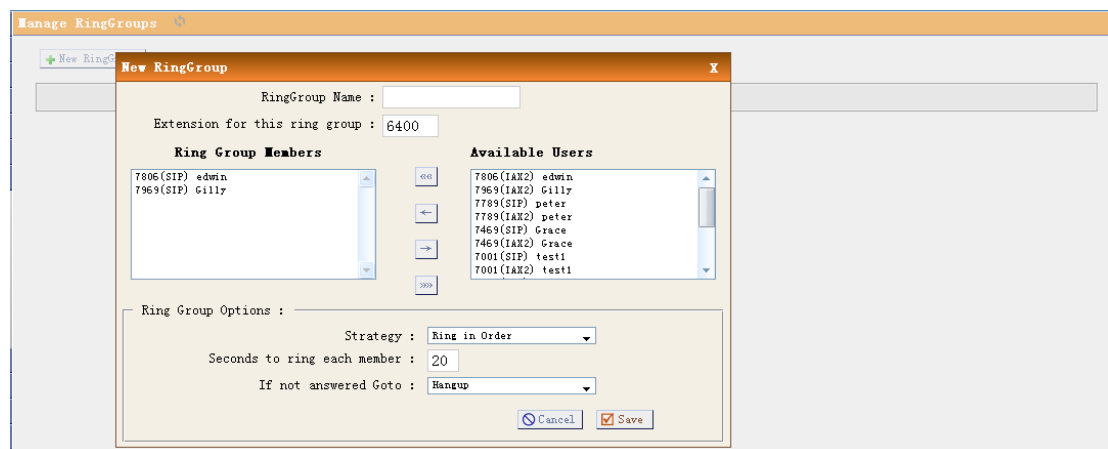 Manage RingGroups
New RingG
New RingGroup X
RingGroup Name :
Extension for this ring group : 6400
Ring Group Members Available Users
7806(SIP) edwin
7969(SIP) Gilly
7806(IAX2) edwin
7969(IAX2) Gilly
7789(SIP) peter
7789(IAX2) peter
7469(SIP) Grace
7469(IAX2) Grace
7001(SIP) test1
7001(IAX2) test1
Ring Group Options :
Strategy : Ring in Order
Seconds to ring each member : 20
If not answered Goto : Hangup
Cancel Save